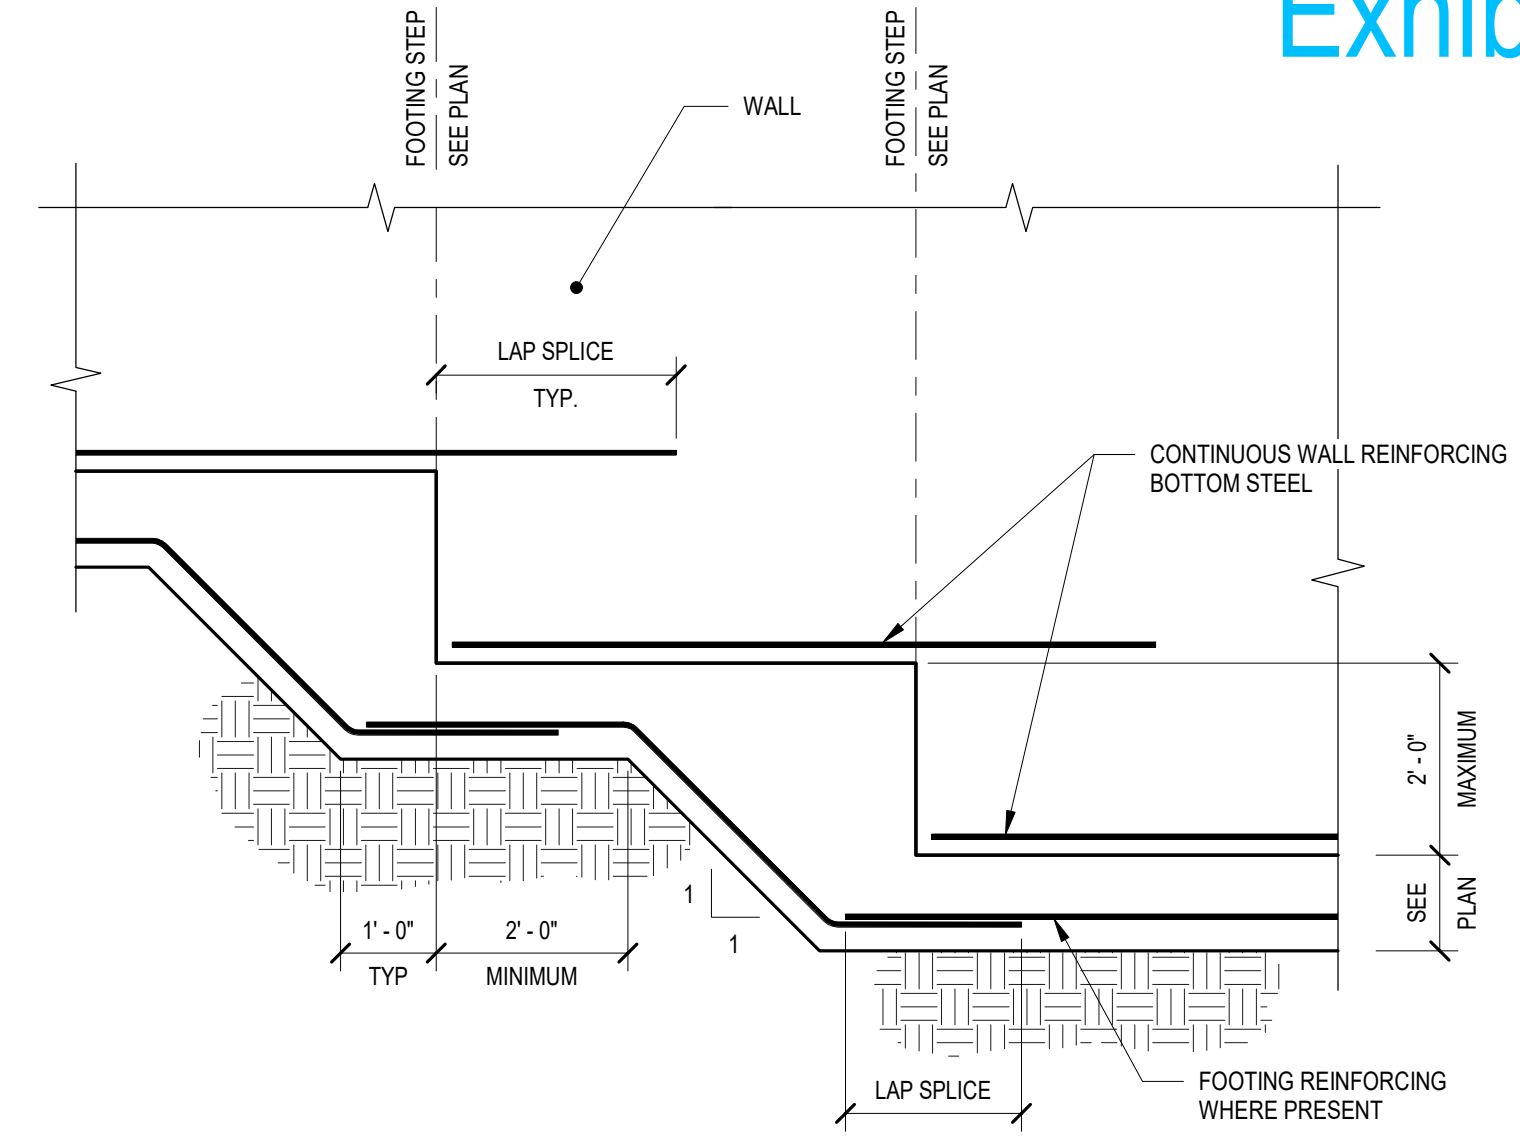 FOOTING STEP
SEE PLAN
FOOTING STEP
SEE PLAN
WALL
LAP SPLICE
TYP.
CONTINUOUS WALL REINFORCING
BOTTOM STEEL
2' - 0"
MAXIMUM
SEE
PLAN
1
1
1' - 0"
TYP
2' - 0"
MINIMUM
LAP SPLICE
FOOTING REINFORCING
WHERE PRESENT